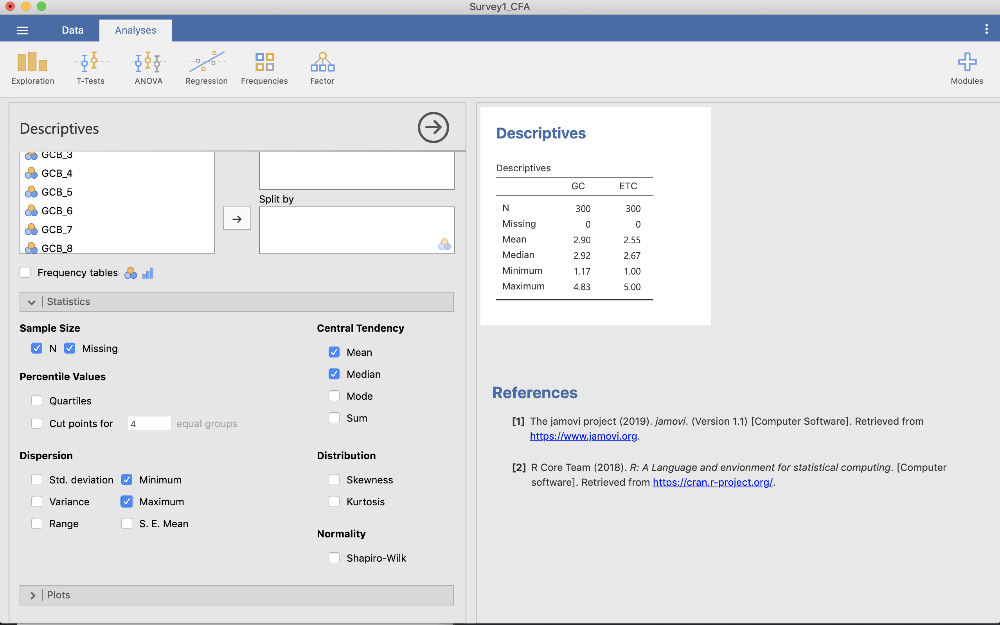 Survey1_CFA
Data Analyses
Exploration T-Tests ANOVA Regression Frequencies Factor Modules
Descriptives
GCB_3
GCB_4
GCB_5
GCB_6
GCB_7
GCB_8
Split by
Frequency tables
Statistics
Sample Size
N Missing
Percentile Values
Quartiles
Cut points for 4 equal groups
Dispersion
Std. deviation Minimum
Variance Maximum
Range S. E. Mean
Central Tendency
Mean
Median
Mode
Sum
Distribution
Skewness
Kurtosis
Normality
Shapiro-Wilk
Plots
Descriptives
Descriptives
GC ETC
N 300 300
Missing 0 0
Mean 2.90 2.55
Median 2.92 2.67
Minimum 1.17 1.00
Maximum 4.83 5.00
References
[1] The jamovi project (2019). jamovi. (Version 1.1) [Computer Software]. Retrieved from
https://www.jamovi.org.
[2] R Core Team (2018). R: A Language and envionment for statistical computing. [Computer
software]. Retrieved from https://cran.r-project.org/.